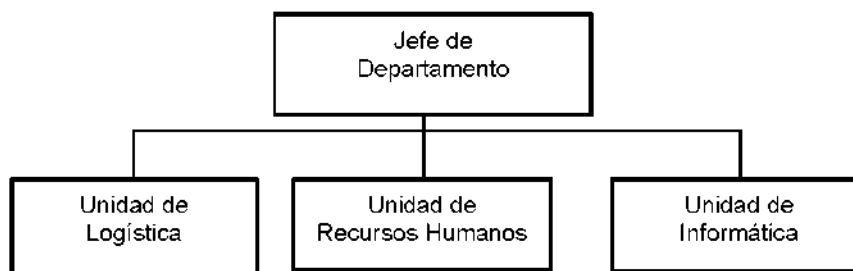 Jefe de
Departamento
Unidad de
Logística
Unidad de
Recursos Humanos
Unidad de
Informática